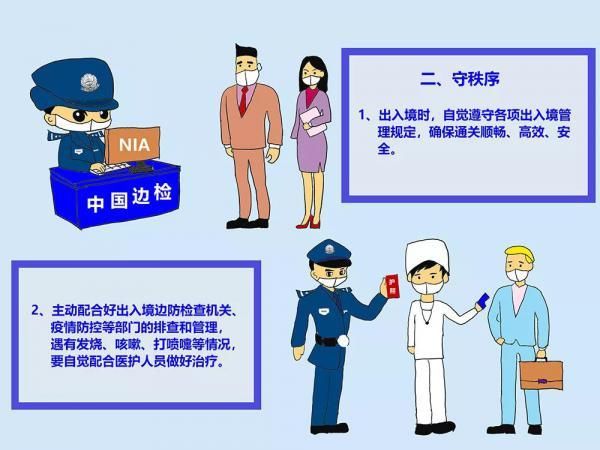 NIA
中国边检
二、守秩序
1、出入境时，自觉遵守各项出入境管
理规定，确保通关顺畅、高效、安
全。
2、主动配合好出入境边防检查机关、
疫情防控等部门的排查和管理，
遇有发烧、咳嗽、打喷嚏等情况，
要自觉配合医护人员做好治疗。
护照